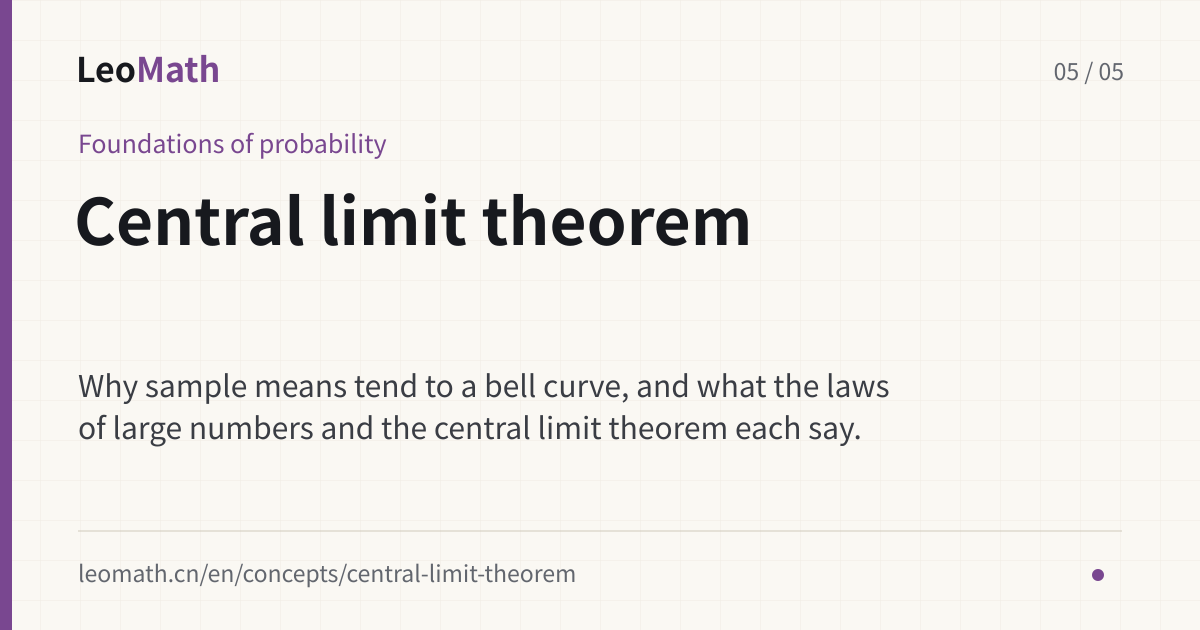 LeoMath
05 / 05
Foundations of probability
Central limit theorem
Why sample means tend to a bell curve, and what the laws
of large numbers and the central limit theorem each say.
leomath.cn/en/concepts/central-limit-theorem